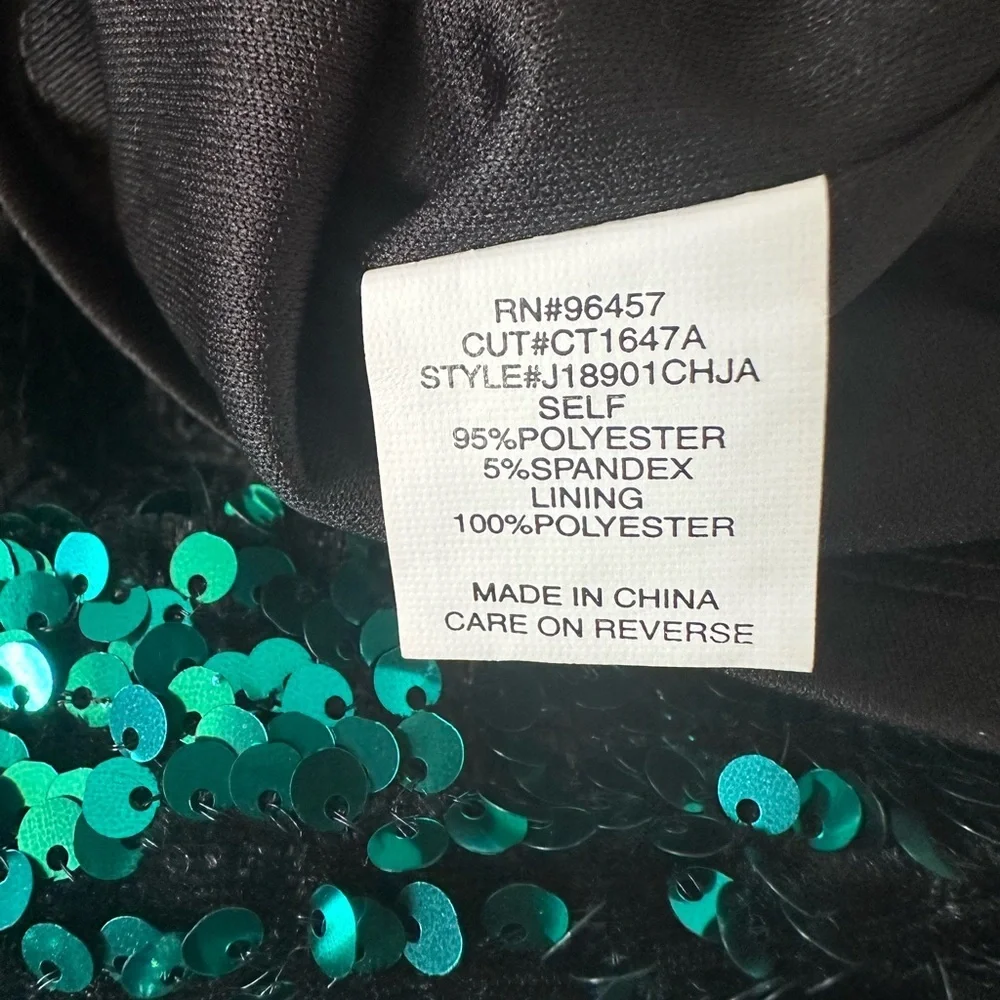 RN#96457
CUT#CT1647A
STYLE#J18901CHJA
SELF
95%POLYESTER
5%SPANDEX
LINING
100%POLYESTER
MADE IN CHINA
CARE ON REVERSE